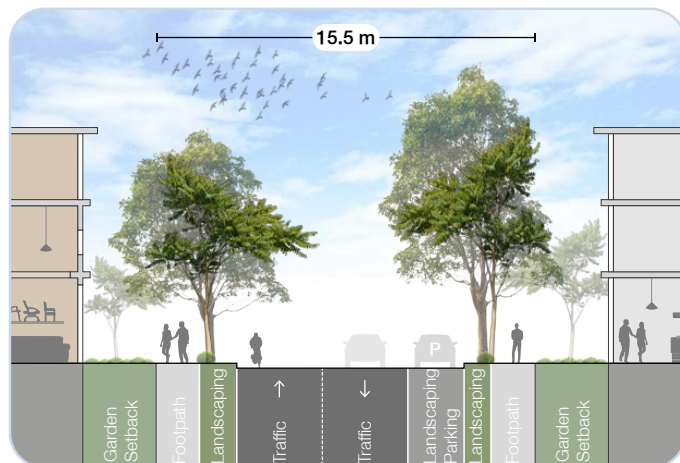 15.5 m
P
Garden
Setback
Footpath
Landscaping
Traffic
Traffic
Landscaping
Parking
Landscaping
Footpath
Garden
Setback